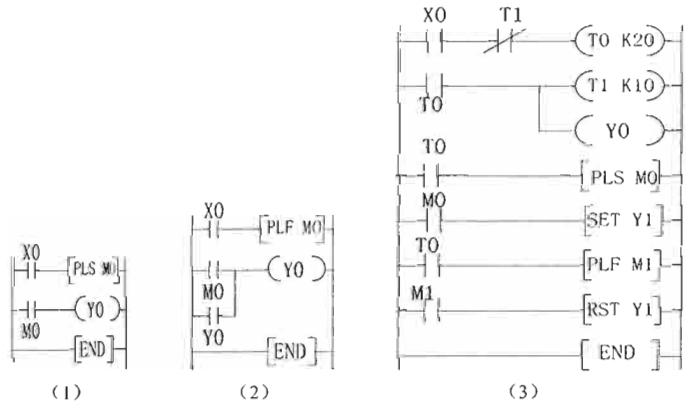 X0
[PLS M0]
M0
(Y0)
[END]
(1)
X0
[PLF M0]
M0
(Y0)
Y0
[END]
(2)
X0 T1
(T0 K20)
T0
(T1 K10)
(Y0)
T0
[PLS M0]
M0
[SET Y1]
T0
[PLF M1]
M1
[RST Y1]
[END]
(3)